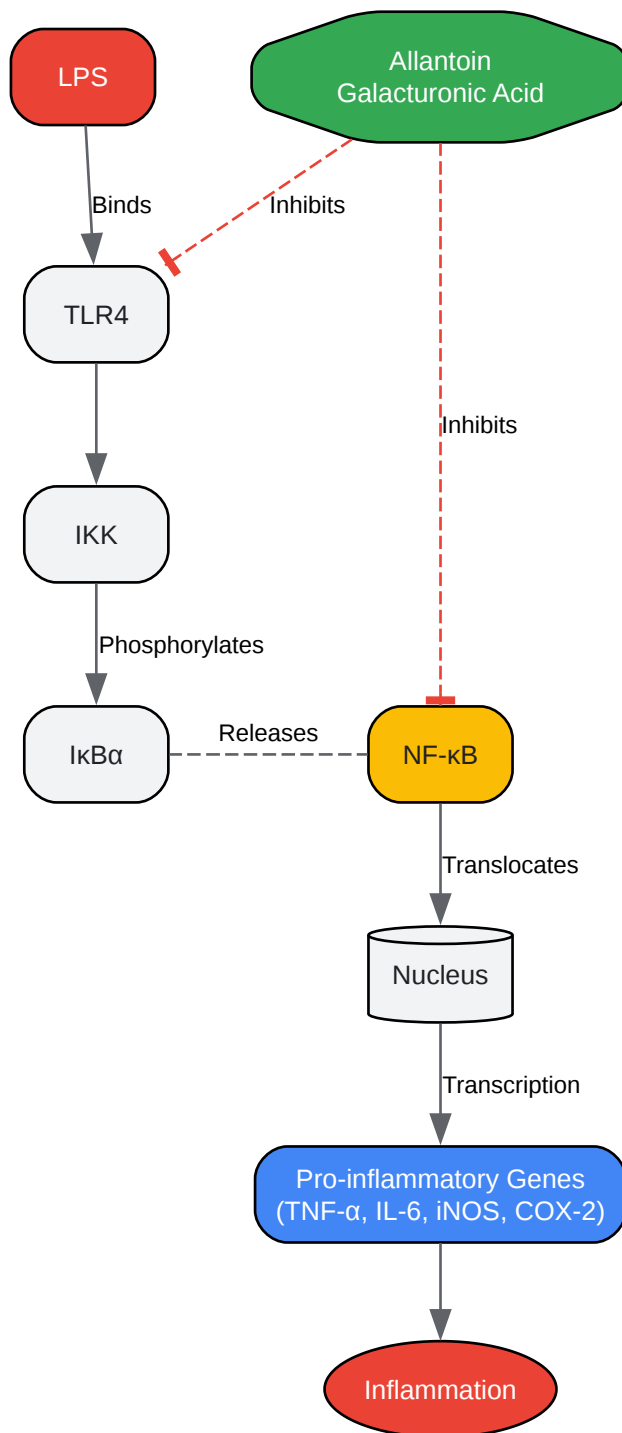 LPS
Allantoin
Galacturonic Acid
Binds
Inhibits
TLR4
Inhibits
IKK
Phosphorylates
IκBα
Releases
NF-κB
Translocates
Nucleus
Transcription
Pro-inflammatory Genes
(TNF-α, IL-6, iNOS, COX-2)
Inflammation